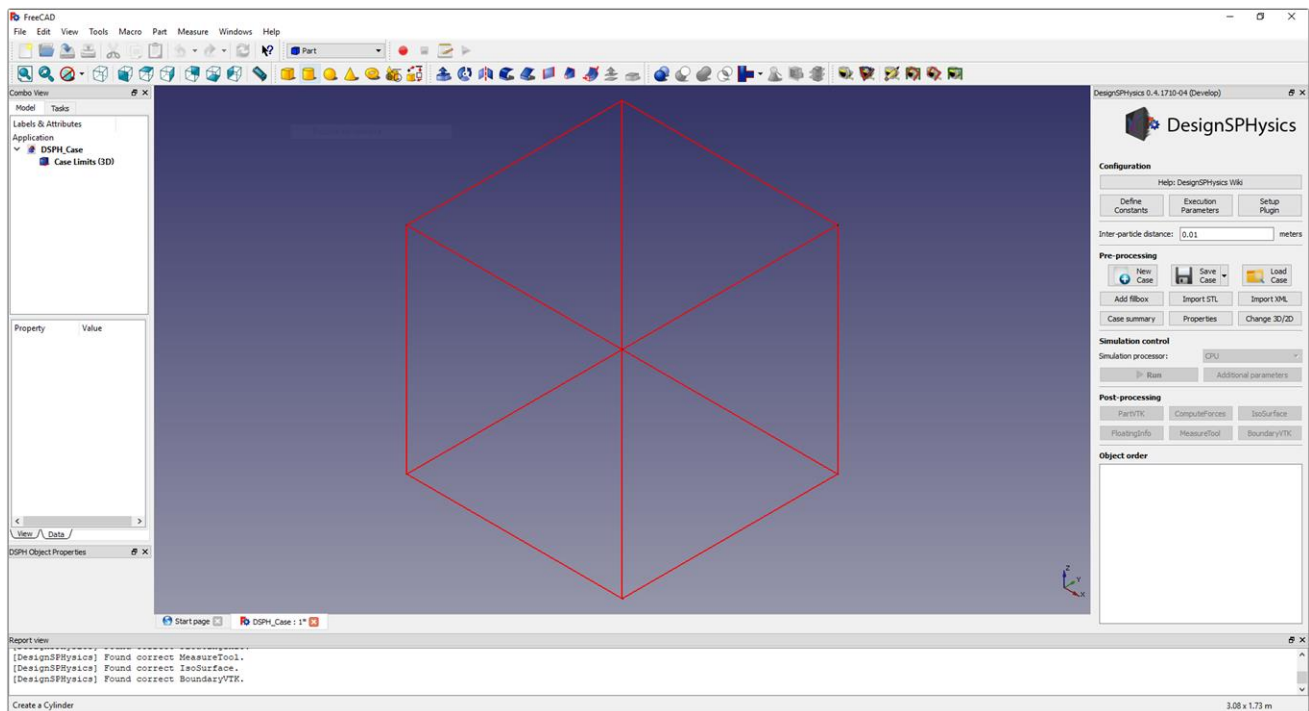 FreeCAD
File Edit View Tools Macro Part Measure Windows Help
Part
Combo View
Model Tasks
Labels & Attributes
Application
DSPH_Case
Case Limits (3D)
Property Value
View Data
DSPH Object Properties
Z
Y
X
Start page DSPH_Case : 1*
DesignSPHysics 0.4.1710-04 (Develop)
DesignSPHysics
Configuration
Help: DesignSPHysics Wiki
Define Constants Execution Parameters Setup Plugin
Inter-particle distance: 0.01 meters
Pre-processing
New Case Save Case Load Case
Add fillbox Import STL Import XML
Case summary Properties Change 3D/2D
Simulation control
Simulation processor: CPU
Run Additional parameters
Post-processing
PartVTK ComputeForces IsoSurface
FloatingInfo MeasureTool BoundaryVTK
Object order
Report view
[DesignSPHysics] Found correct MeasureTool.
[DesignSPHysics] Found correct IsoSurface.
[DesignSPHysics] Found correct BoundaryVTK.
Create a Cylinder
3.08 x 1.73 m